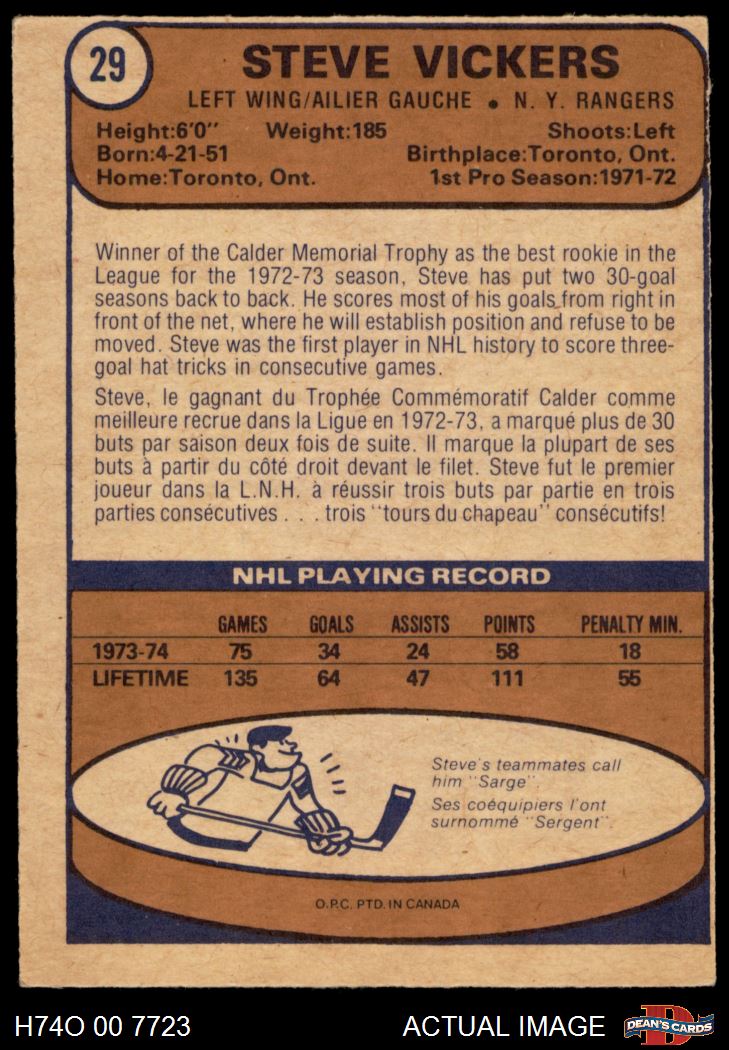 29
STEVE VICKERS
LEFT WING/AILIER GAUCHE • N. Y. RANGERS
Height:6'0" Weight:185 Shoots:Left
Born:4-21-51 Birthplace:Toronto, Ont.
Home:Toronto, Ont. 1st Pro Season:1971-72
Winner of the Calder Memorial Trophy as the best rookie in the
League for the 1972-73 season, Steve has put two 30-goal
seasons back to back. He scores most of his goals from right in
front of the net, where he will establish position and refuse to be
moved. Steve was the first player in NHL history to score three-
goal hat tricks in consecutive games.
Steve, le gagnant du Trophée Commémoratif Calder comme
meilleure recrue dans la Ligue en 1972-73, a marqué plus de 30
buts par saison deux fois de suite. Il marque la plupart de ses
buts à partir du côté droit devant le filet. Steve fut le premier
joueur dans la L.N.H. à réussir trois buts par partie en trois
parties consécutives . . . trois "tours du chapeau" consécutifs!
NHL PLAYING RECORD
GAMES GOALS ASSISTS POINTS PENALTY MIN.
1973-74 75 34 24 58 18
LIFETIME 135 64 47 111 55
Steve's teammates call
him "Sarge".
Ses coéquipiers l'ont
surnommé "Sergent".
O.P.C. PTD. IN CANADA
H74O 00 7723 ACTUAL IMAGE DEAN'S CARDS